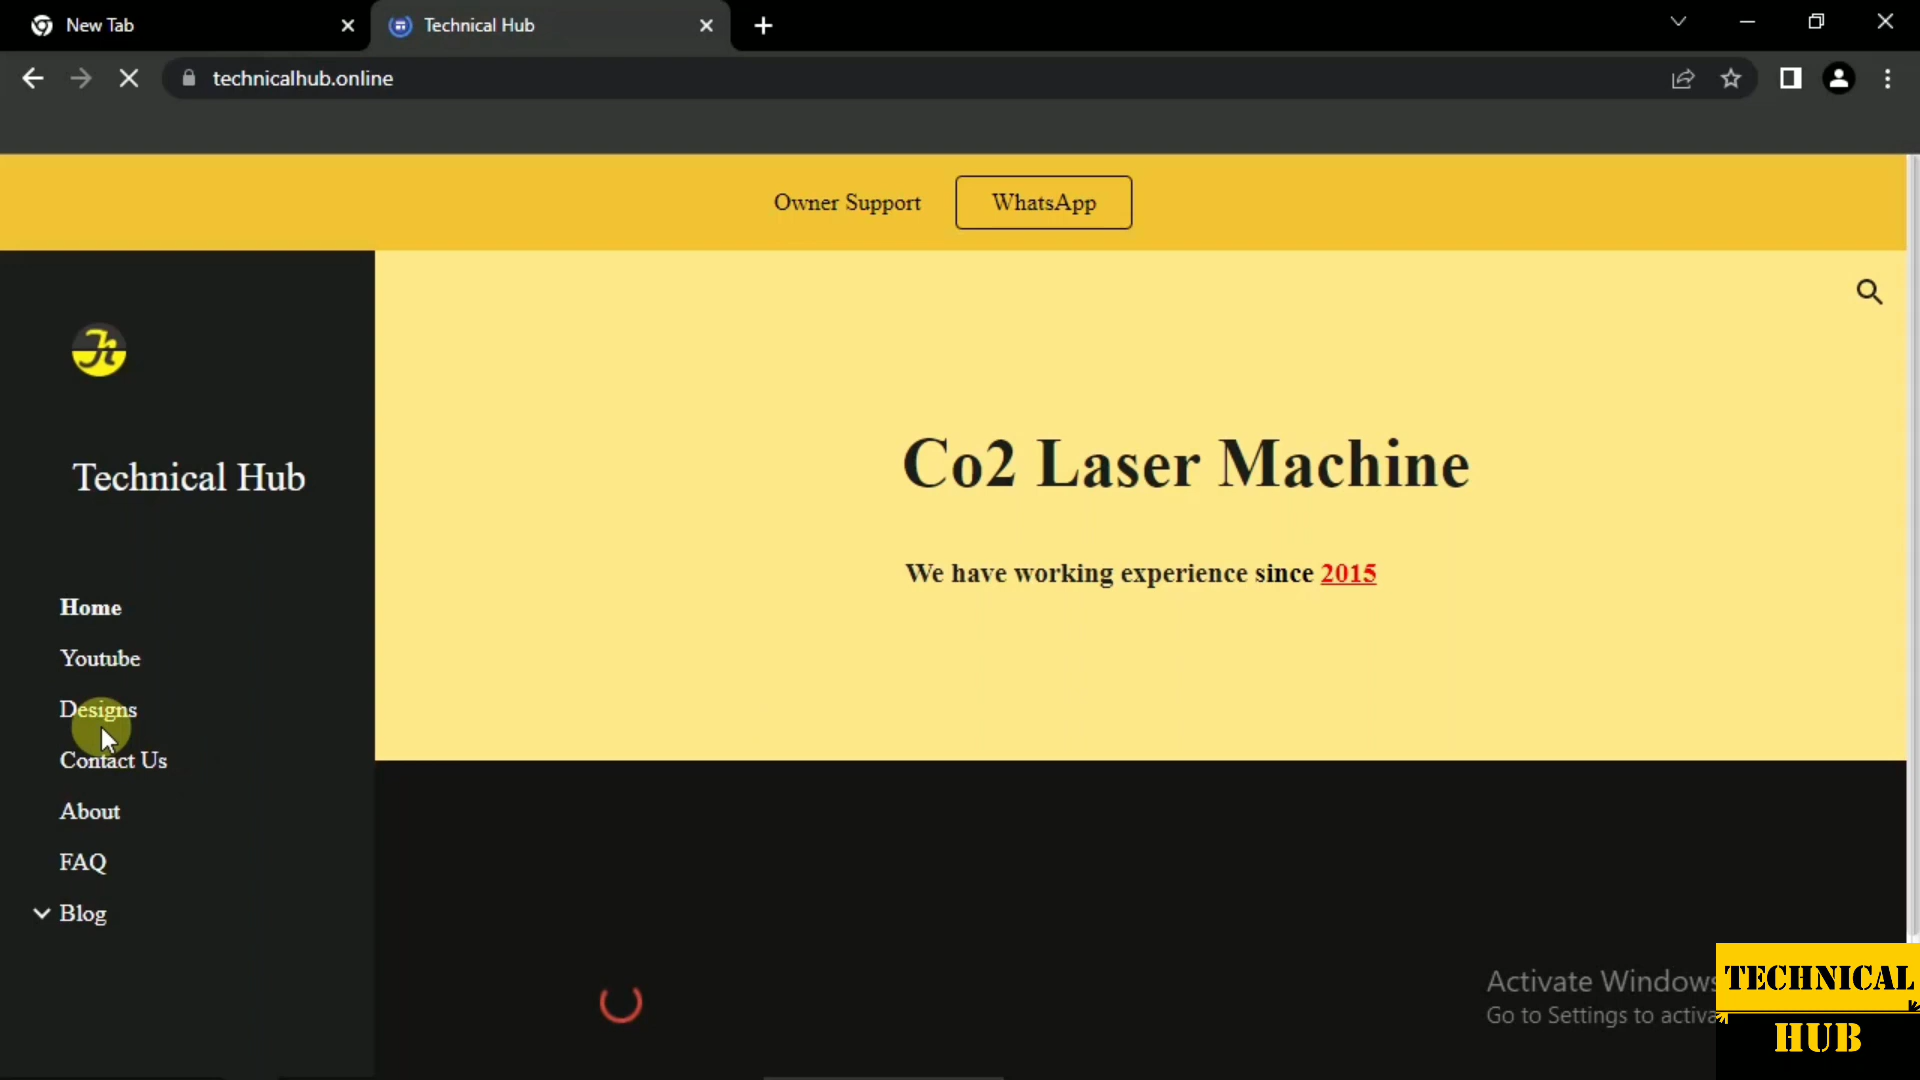 New Tab
Technical Hub
technicalhub.online
Owner Support
WhatsApp
Technical Hub
Home
Youtube
Designs
Contact Us
About
FAQ
Blog
Co2 Laser Machine
We have working experience since 2015
Activate Windows
Go to Settings to activa
TECHNICAL
HUB